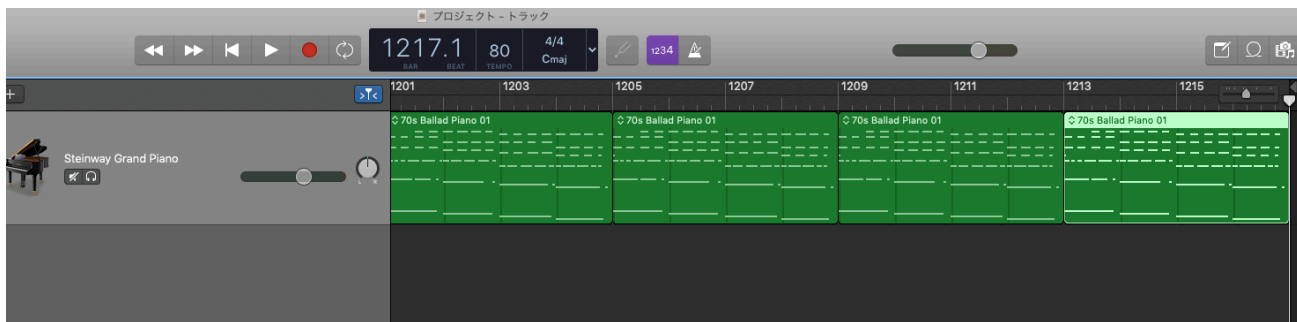 プロジェクト - トラック
1217.1 80 4/4
Cmaj
BAR BEAT TEMPO
1234
1201 1203 1205 1207 1209 1211 1213 1215
70s Ballad Piano 01 70s Ballad Piano 01 70s Ballad Piano 01 70s Ballad Piano 01
Steinway Grand Piano
L R